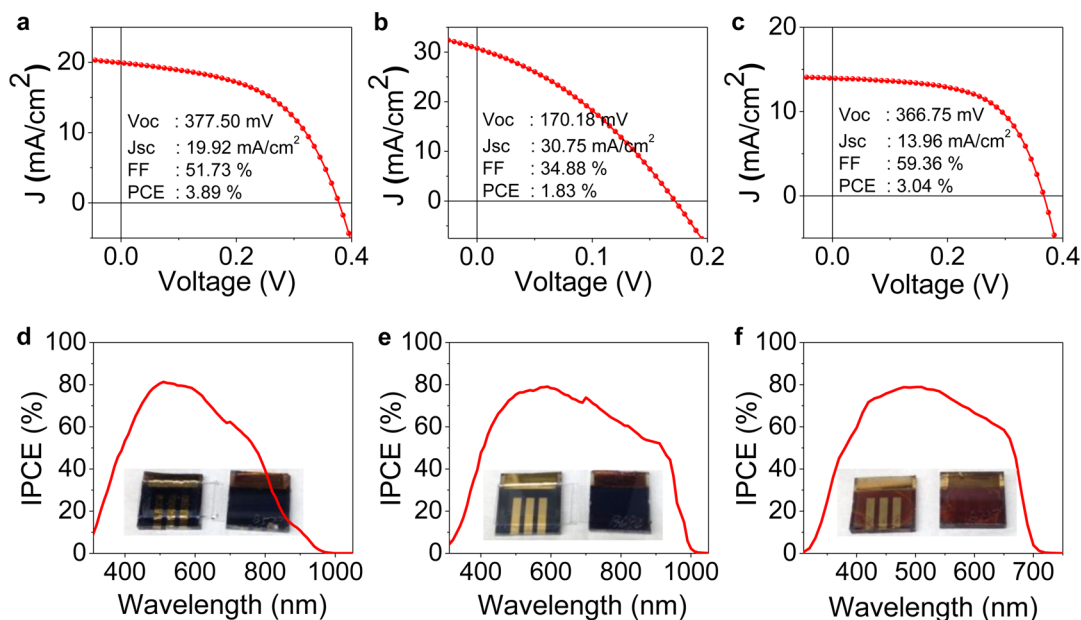 a
20
10
0
J (mA/cm2)
Voc : 377.50 mV
Jsc : 19.92 mA/cm2
FF : 51.73 %
PCE : 3.89 %
0.0 0.2 0.4
Voltage (V)
b
30
20
10
0
J (mA/cm2)
Voc : 170.18 mV
Jsc : 30.75 mA/cm2
FF : 34.88 %
PCE : 1.83 %
0.0 0.1 0.2
Voltage (V)
c
20
10
0
J (mA/cm2)
Voc : 366.75 mV
Jsc : 13.96 mA/cm2
FF : 59.36 %
PCE : 3.04 %
0.0 0.2 0.4
Voltage (V)
d
100
80
60
40
20
0
IPCE (%)
400 600 800 1000
Wavelength (nm)
e
100
80
60
40
20
0
IPCE (%)
400 600 800 1000
Wavelength (nm)
f
100
80
60
40
20
0
IPCE (%)
400 500 600 700
Wavelength (nm)